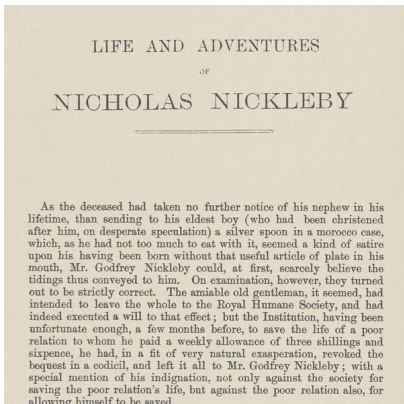 LIFE AND ADVENTURES
OF
NICHOLAS NICKLEBY
As the deceased had taken no further notice of his nephew in his
lifetime, than sending to his eldest boy (who had been christened
after him, on desperate speculation) a silver spoon in a morocco case,
which, as he had not too much to eat with it, seemed a kind of satire
upon his having been born without that useful article of plate in his
mouth, Mr. Godfrey Nickleby could, at first, scarcely believe the
tidings thus conveyed to him. On examination, however, they turned
out to be strictly correct. The amiable old gentleman, it seemed, had
intended to leave the whole to the Royal Humane Society, and had
indeed executed a will to that effect; but the Institution, having been
unfortunate enough, a few months before, to save the life of a poor
relation to whom he paid a weekly allowance of three shillings and
sixpence, he had, in a fit of very natural exasperation, revoked the
bequest in a codicil, and left it all to Mr. Godfrey Nickleby; with a
special mention of his indignation, not only against the society for
saving the poor relation's life, but against the poor relation also, for
allowing himself to be saved.